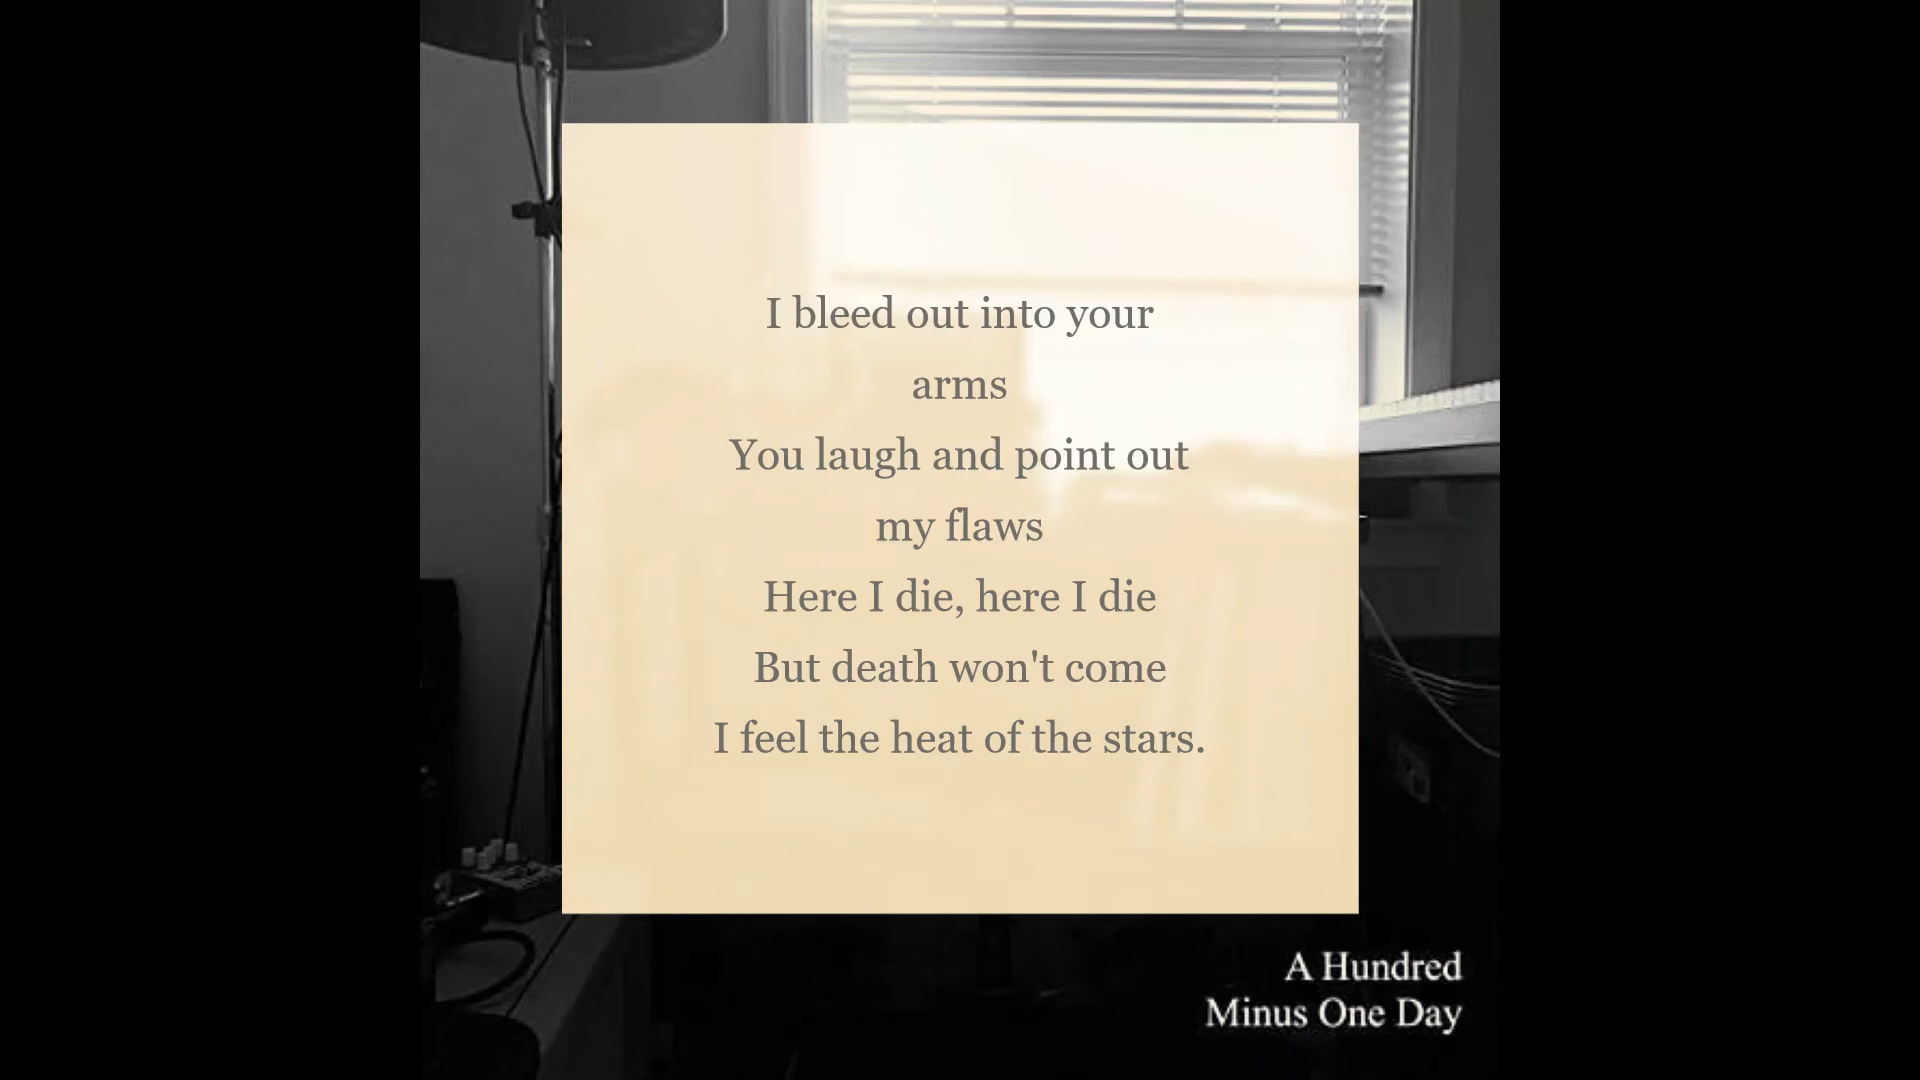 I bleed out into your
arms
You laugh and point out
my flaws
Here I die, here I die
But death won't come
I feel the heat of the stars.
A Hundred
Minus One Day